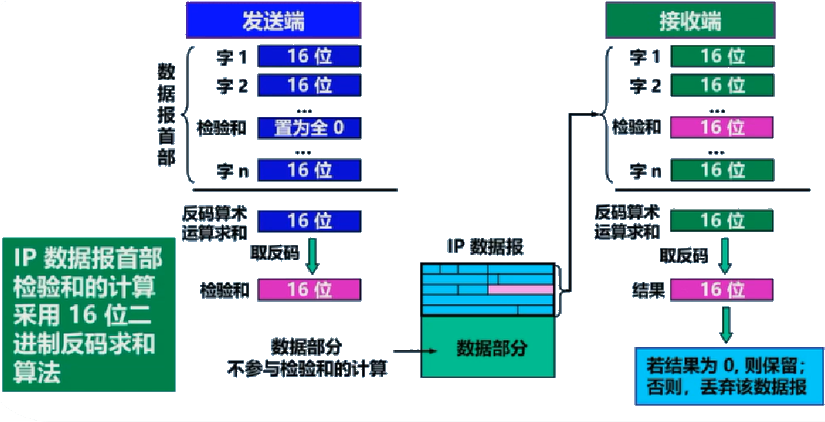 发送端
接收端
数据报首部
字 1 16 位
字 2 16 位
...
检验和 置为全 0
...
字 n 16 位
反码算术
运算求和
16 位
取反码
检验和 16 位
数据部分
不参与检验和的计算
IP 数据报
数据部分
字 1 16 位
字 2 16 位
...
检验和 16 位
...
字 n 16 位
反码算术
运算求和
16 位
取反码
结果 16 位
若结果为 0, 则保留；
否则，丢弃该数据报
IP 数据报首部
检验和的计算
采用 16 位二
进制反码求和
算法